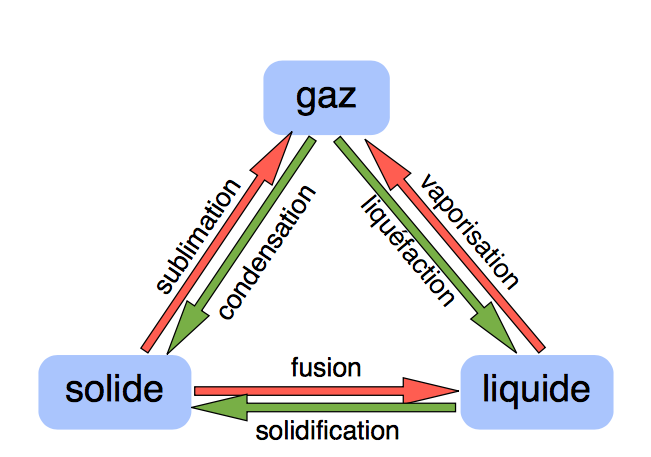 gaz
sublimation
condensation
liquéfaction
vaporisation
solide
fusion
liquide
solidification